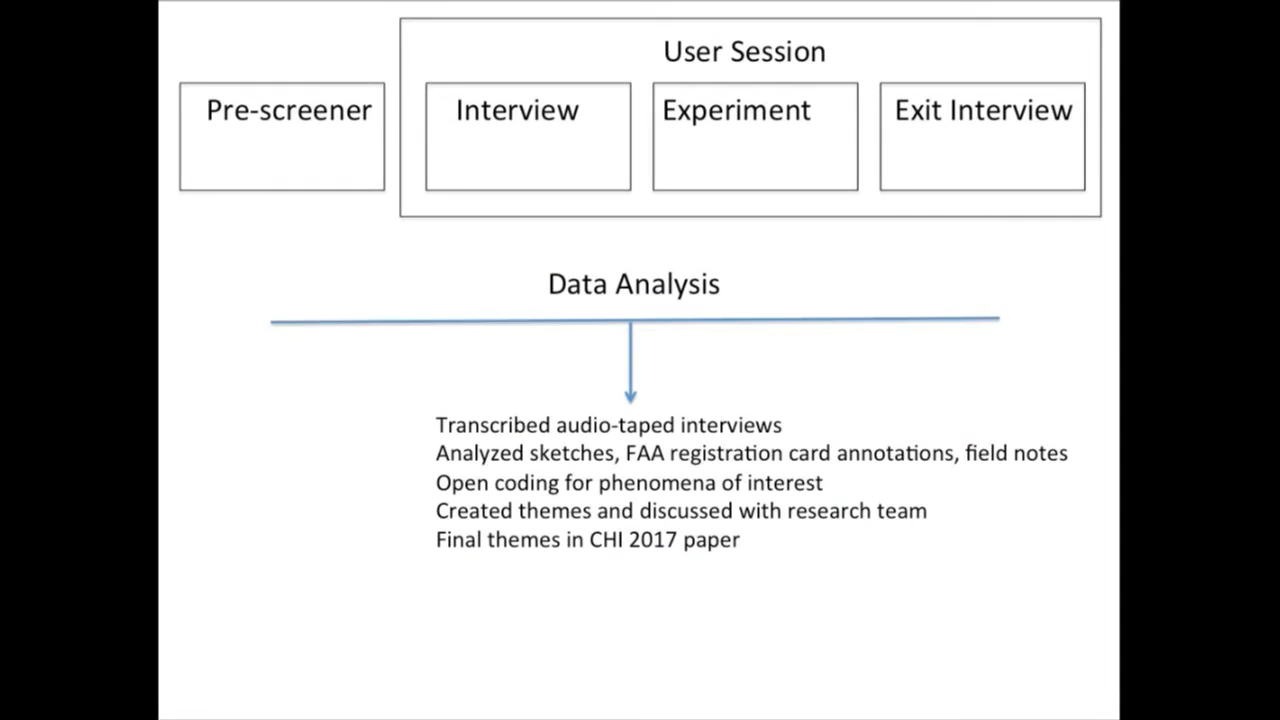 User Session
Pre-screener
Interview
Experiment
Exit Interview
Data Analysis
Transcribed audio-taped interviews
Analyzed sketches, FAA registration card annotations, field notes
Open coding for phenomena of interest
Created themes and discussed with research team
Final themes in CHI 2017 paper